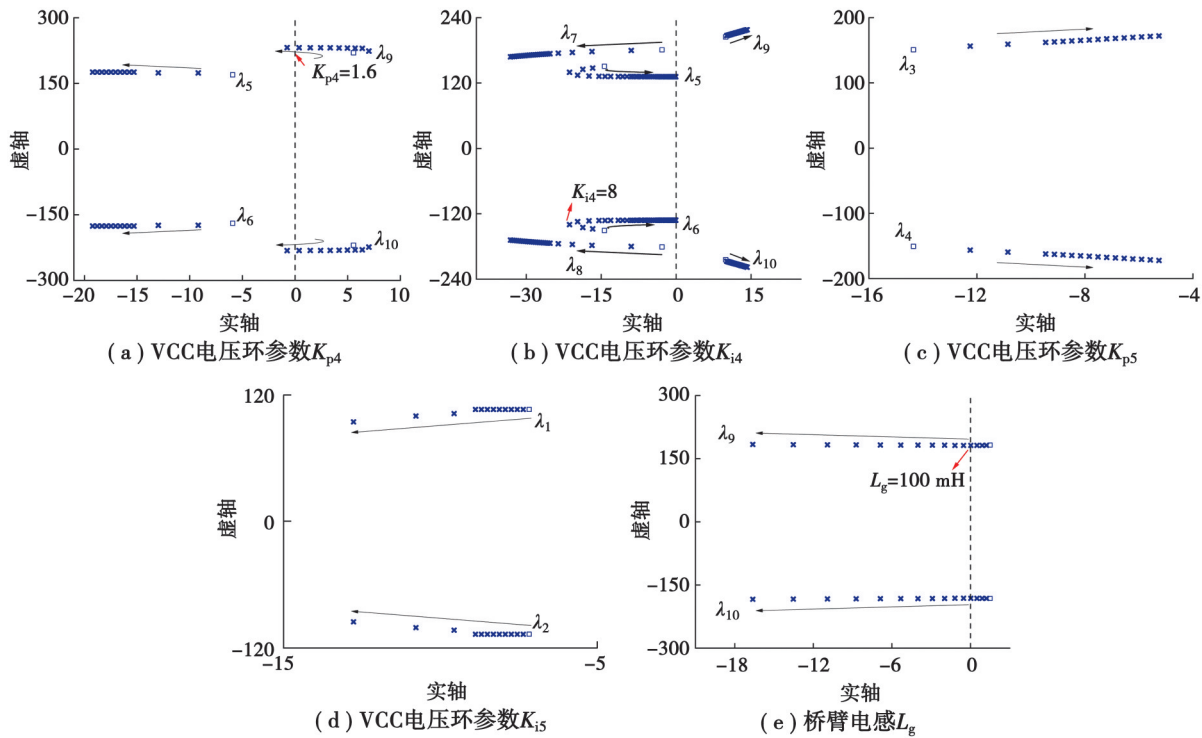 300
150
0
−150
−300
虚轴
λ9
Kp4=1.6
λ5
λ6
λ10
−20
−15
−10
−5
0
5
10
实轴
(a) VCC电压环参数Kp4
240
120
0
−120
−240
虚轴
λ7
λ9
λ5
Ki4=8
λ6
λ8
λ10
−30
−15
0
15
实轴
(b) VCC电压环参数Ki4
200
100
0
−100
−200
虚轴
λ3
λ4
−16
−12
−8
−4
实轴
(c) VCC电压环参数Kp5
120
0
−120
虚轴
λ1
λ2
−15
−5
实轴
(d) VCC电压环参数Ki5
300
150
0
−150
−300
虚轴
λ9
Lg=100 mH
λ10
−18
−12
−6
0
实轴
(e) 桥臂电感Lg